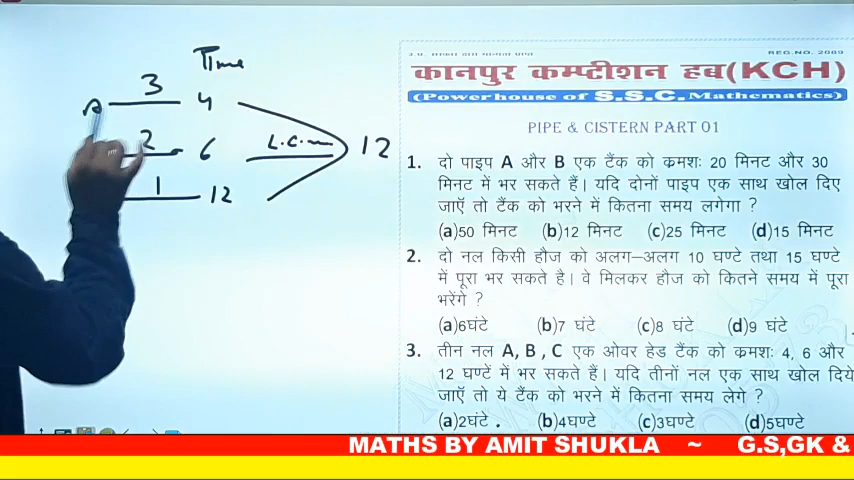 Time
A 3 4
2 6 L.C.m 12
1 12
उ.प्र. सरकार द्वारा मान्यता प्राप्त REG.NO. 2089
कानपुर कम्प्टीशन हब(KCH)
(Powerhouse of S.S.C. Mathematics)
PIPE & CISTERN PART 01
1. दो पाइप A और B एक टैंक को क्रमशः 20 मिनट और 30
मिनट में भर सकते हैं। यदि दोनों पाइप एक साथ खोल दिए
जाएँ तो टैंक को भरने में कितना समय लगेगा ?
(a)50 मिनट (b)12 मिनट (c)25 मिनट (d)15 मिनट
2. दो नल किसी हौज को अलग–अलग 10 घण्टे तथा 15 घण्टे
में पूरा भर सकते है। वे मिलकर हौज को कितने समय में पूरा
भरेंगे ?
(a)6घंटे (b)7 घंटे (c)8 घंटे (d)9 घंटे
3. तीन नल A, B , C एक ओवर हेड टैंक को क्रमशः 4, 6 और
12 घण्टें में भर सकते हैं। यदि तीनों नल एक साथ खोल दिये
जाएँ तो ये टैंक को भरने में कितना समय लेगे ?
(a)2घंटे . (b)4घण्टे (c)3घण्टे (d)5घण्टे
MATHS BY AMIT SHUKLA ~ G.S,GK &